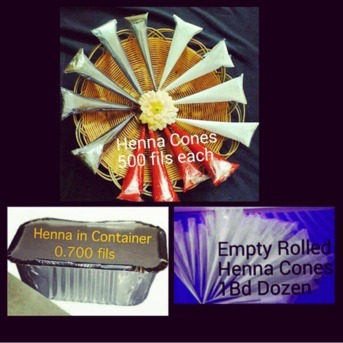 Henna Cones
500 fils each
Henna in Container
0.700 fils
Empty Rolled
Henna Cones
1Bd Dozen